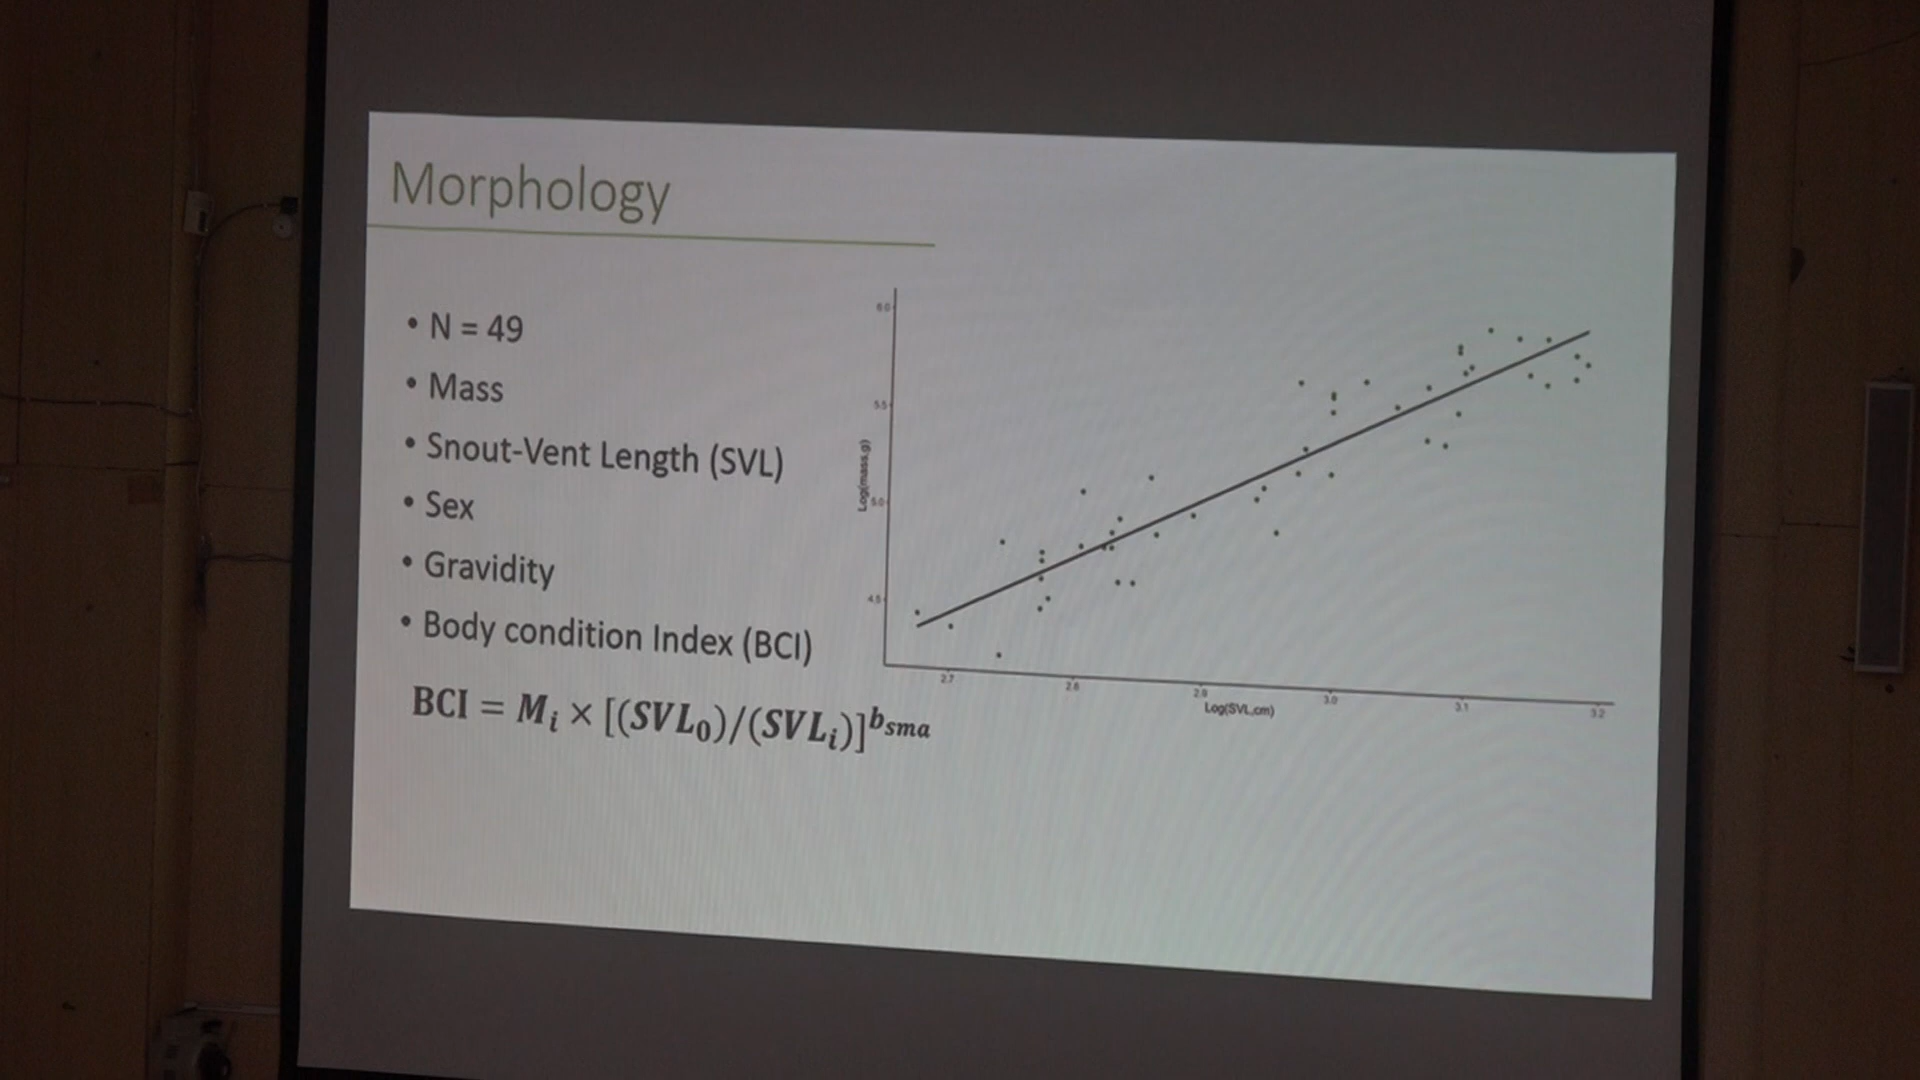 Morphology
• N = 49
• Mass
• Snout-Vent Length (SVL)
• Sex
• Gravidity
• Body condition Index (BCI)
BCI = M_i × [(SVL_0)/(SVL_i)]^b_sma
6.0
5.5
5.0
4.5
Log(mass,g)
2.7
2.8
2.9
3.0
3.1
3.2
Log(SVL,cm)